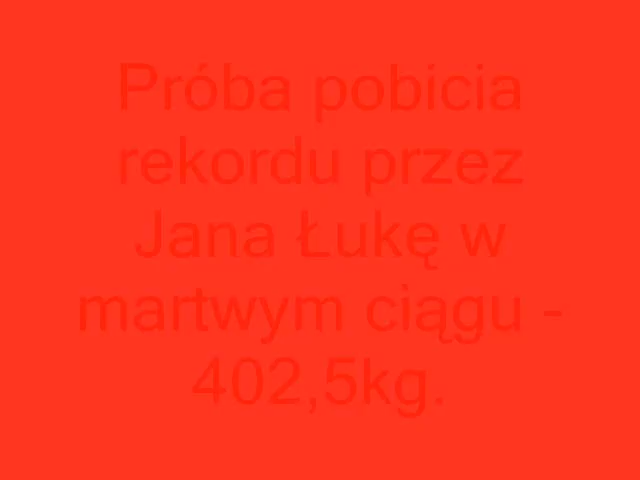 Próba pobicia
rekordu przez
Jana Łukę w
martwym ciągu -
402,5kg.